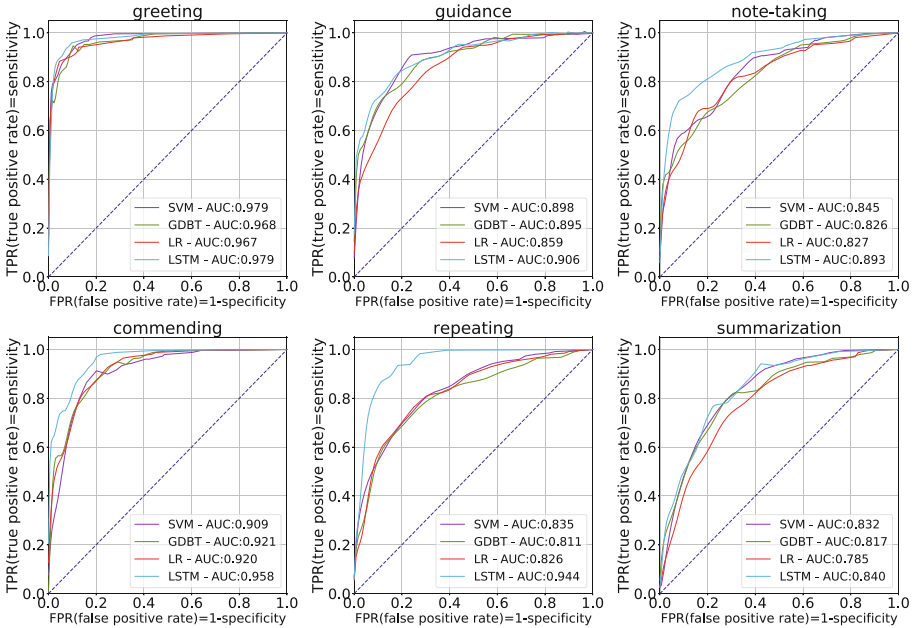 greeting
TPR(true positive rate)=sensitivity
1.0
0.8
0.6
0.4
0.2
0.0
SVM – AUC:0.979
GDBT – AUC:0.968
LR – AUC:0.967
LSTM – AUC:0.979
0.0 0.2 0.4 0.6 0.8 1.0
FPR(false positive rate)=1-specificity
guidance
TPR(true positive rate)=sensitivity
1.0
0.8
0.6
0.4
0.2
0.0
SVM – AUC:0.898
GDBT – AUC:0.895
LR – AUC:0.859
LSTM – AUC:0.906
0.0 0.2 0.4 0.6 0.8 1.0
FPR(false positive rate)=1-specificity
note-taking
TPR(true positive rate)=sensitivity
1.0
0.8
0.6
0.4
0.2
0.0
SVM – AUC:0.845
GDBT – AUC:0.826
LR – AUC:0.827
LSTM – AUC:0.893
0.0 0.2 0.4 0.6 0.8 1.0
FPR(false positive rate)=1-specificity
commending
TPR(true positive rate)=sensitivity
1.0
0.8
0.6
0.4
0.2
0.0
SVM – AUC:0.909
GDBT – AUC:0.921
LR – AUC:0.920
LSTM – AUC:0.958
0.0 0.2 0.4 0.6 0.8 1.0
FPR(false positive rate)=1-specificity
repeating
TPR(true positive rate)=sensitivity
1.0
0.8
0.6
0.4
0.2
0.0
SVM – AUC:0.835
GDBT – AUC:0.811
LR – AUC:0.826
LSTM – AUC:0.944
0.0 0.2 0.4 0.6 0.8 1.0
FPR(false positive rate)=1-specificity
summarization
TPR(true positive rate)=sensitivity
1.0
0.8
0.6
0.4
0.2
0.0
SVM – AUC:0.832
GDBT – AUC:0.817
LR – AUC:0.785
LSTM – AUC:0.840
0.0 0.2 0.4 0.6 0.8 1.0
FPR(false positive rate)=1-specificity